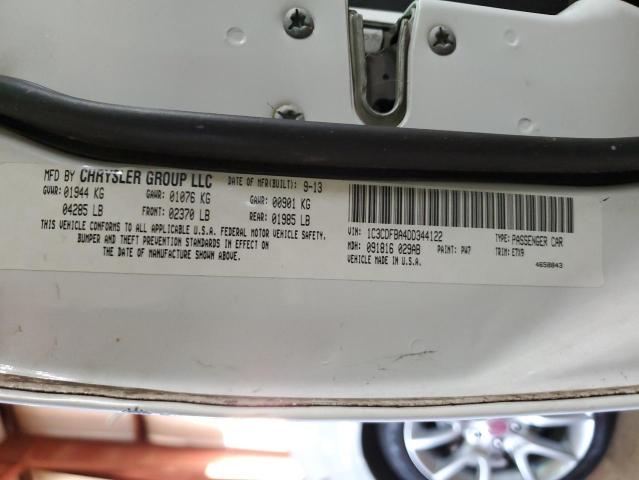 MFD BY CHRYSLER GROUP LLC DATE OF MFR(BUILT): 9-13
GVWR: 01944 KG GAWR: 01076 KG GAWR: 00901 KG
04285 LB FRONT: 02370 LB REAR: 01985 LB
THIS VEHICLE CONFORMS TO ALL APPLICABLE U.S.A. FEDERAL MOTOR VEHICLE SAFETY,
BUMPER AND THEFT PREVENTION STANDARDS IN EFFECT ON
THE DATE OF MANUFACTURE SHOWN ABOVE.
VIN: 1C3CDFBA4DD344122 TYPE: PASSENGER CAR
MDH: 091816 029AB PAINT: PW7 TRIM: E7X9
VEHICLE MADE IN U.S.A. 4658843